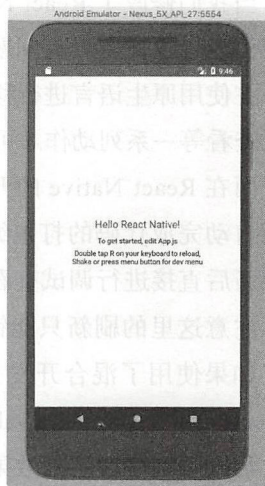 Android Emulator - Nexus_5X_API_27:5554
9:46
Hello React Native!
To get started, edit App.js
Double tap R on your keyboard to reload,
Shake or press menu button for dev menu